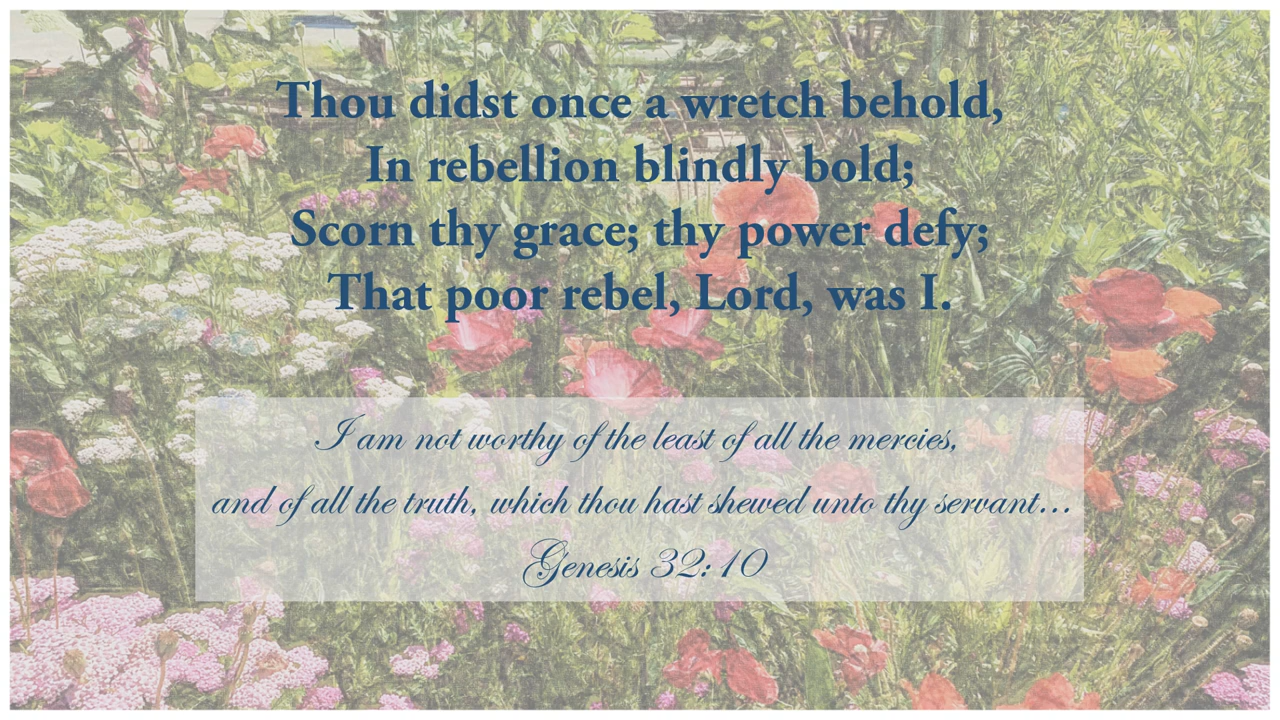 Thou didst once a wretch behold,
In rebellion blindly bold;
Scorn thy grace; thy power defy;
That poor rebel, Lord, was I.
I am not worthy of the least of all the mercies,
and of all the truth, which thou hast shewed unto thy servant...
Genesis 32:10